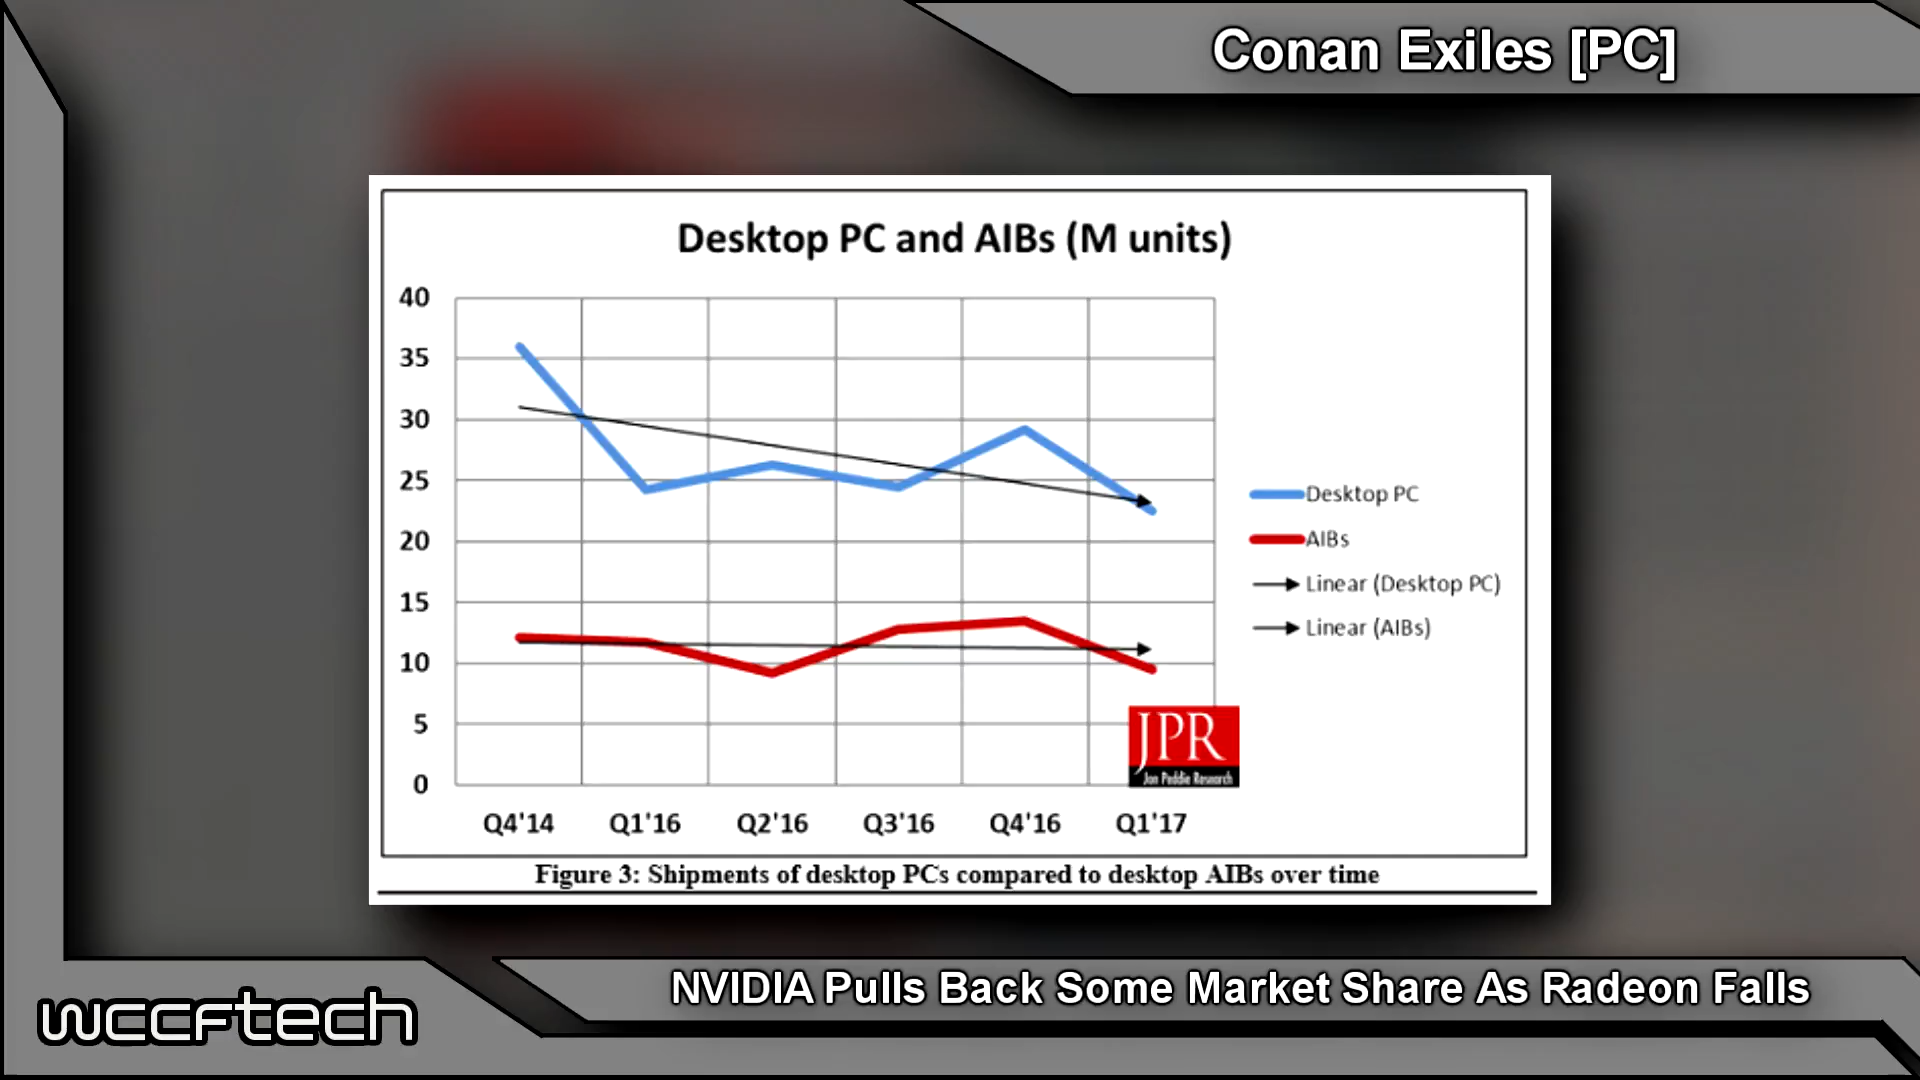 Conan Exiles [PC]
Desktop PC and AIBs (M units)
40
35
30
25
20
15
10
5
0
Q4'14 Q1'16 Q2'16 Q3'16 Q4'16 Q1'17
Desktop PC
AIBs
Linear (Desktop PC)
Linear (AIBs)
JPR
Jon Peddie Research
Figure 3: Shipments of desktop PCs compared to desktop AIBs over time
NVIDIA Pulls Back Some Market Share As Radeon Falls
wccftech